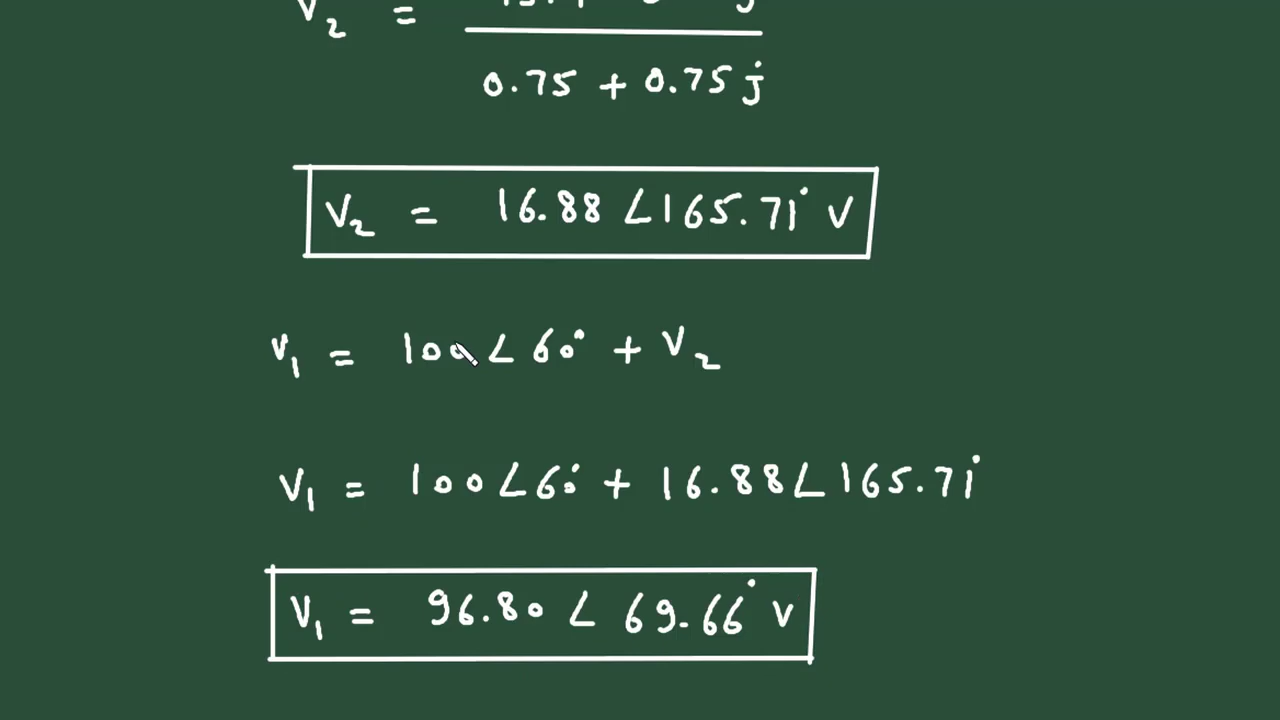 V₂ =
0.75 + 0.75 j
V₂ = 16.88 ∠165.71° V
V₁ = 100 ∠ 60° + V₂
V₁ = 100∠60° + 16.88∠165.71°
V₁ = 96.80 ∠ 69.66° V